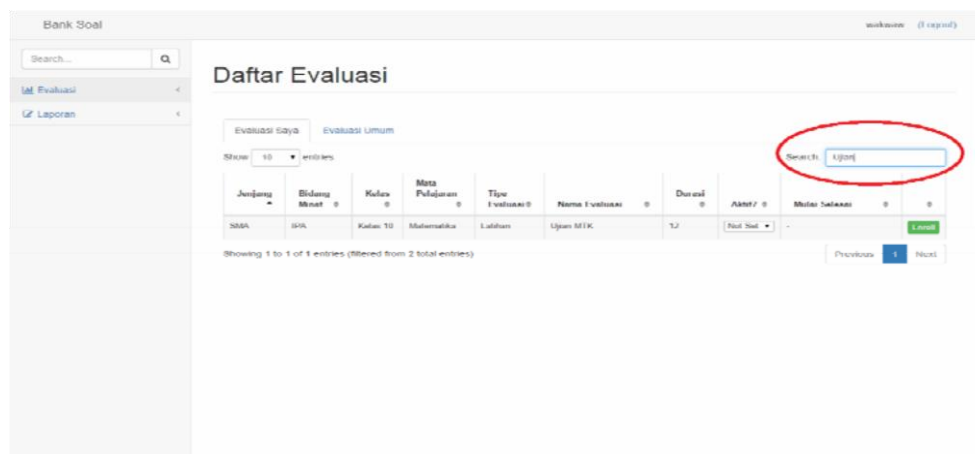 Bank Soal
(Logout)
Search...
Evaluasi
Laporan
Daftar Evaluasi
Evaluasi Saya Evaluasi Umum
Show 10 entries
Search: Ujian
Jenjang Bidang Minat Kelas Mata Pelajaran Tipe Evaluasi Nama Evaluasi Durasi Aktif? Mulai Selesai
SMA IPA Kelas 10 Matematika Latihan Ujian MTK 12 Not Set -
Showing 1 to 1 of 1 entries (filtered from 2 total entries)
Previous 1 Next